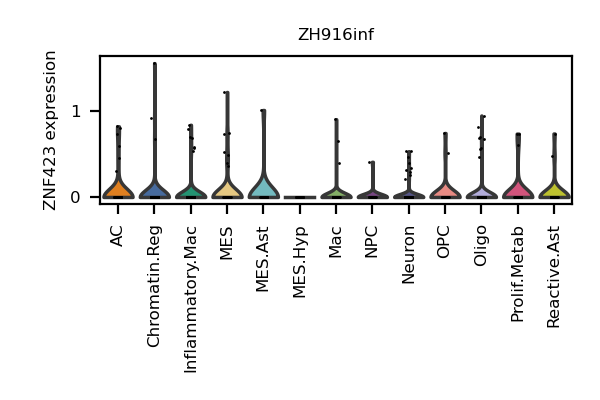 ZH916inf
ZNF423 expression
1
0
AC
Chromatin.Reg
Inflammatory.Mac
MES
MES.Ast
MES.Hyp
Mac
NPC
Neuron
OPC
Oligo
Prolif.Metab
Reactive.Ast